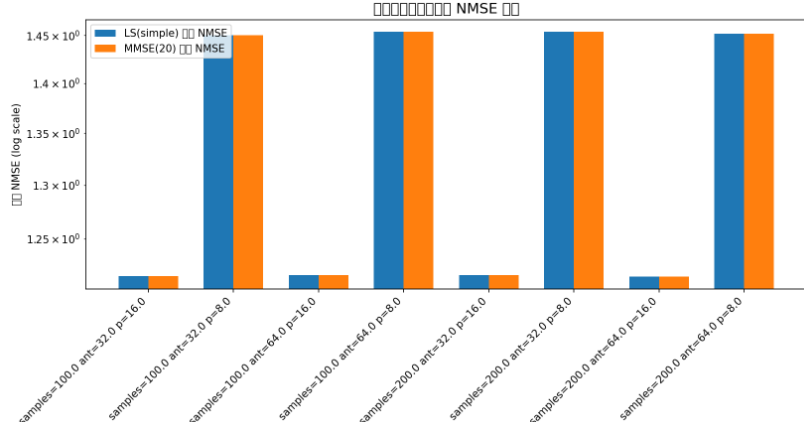 NMSE
LS(simple) NMSE
MMSE(20) NMSE
NMSE (log scale)
1.45 × 10⁰
1.4 × 10⁰
1.35 × 10⁰
1.3 × 10⁰
1.25 × 10⁰
samples=100.0 ant=32.0 p=16.0
samples=100.0 ant=32.0 p=8.0
samples=100.0 ant=64.0 p=16.0
samples=100.0 ant=64.0 p=8.0
samples=200.0 ant=32.0 p=16.0
samples=200.0 ant=32.0 p=8.0
samples=200.0 ant=64.0 p=16.0
samples=200.0 ant=64.0 p=8.0